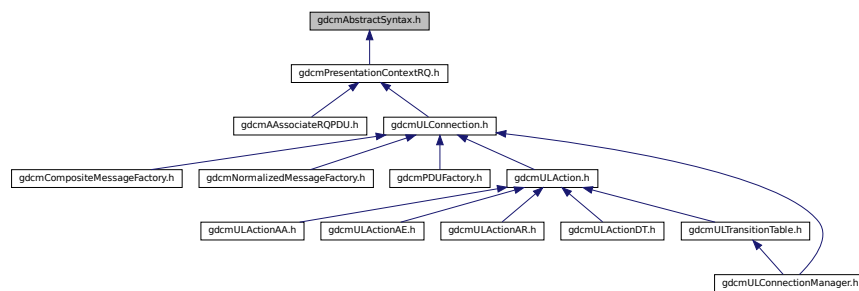 gdcmAbstractSyntax.h
gdcmPresentationContextRQ.h
gdcmAAssociateRQPDU.h
gdcmULConnection.h
gdcmCompositeMessageFactory.h
gdcmNormalizedMessageFactory.h
gdcmPDUFactory.h
gdcmULAction.h
gdcmULActionAA.h
gdcmULActionAE.h
gdcmULActionAR.h
gdcmULActionDT.h
gdcmULTransitionTable.h
gdcmULConnectionManager.h